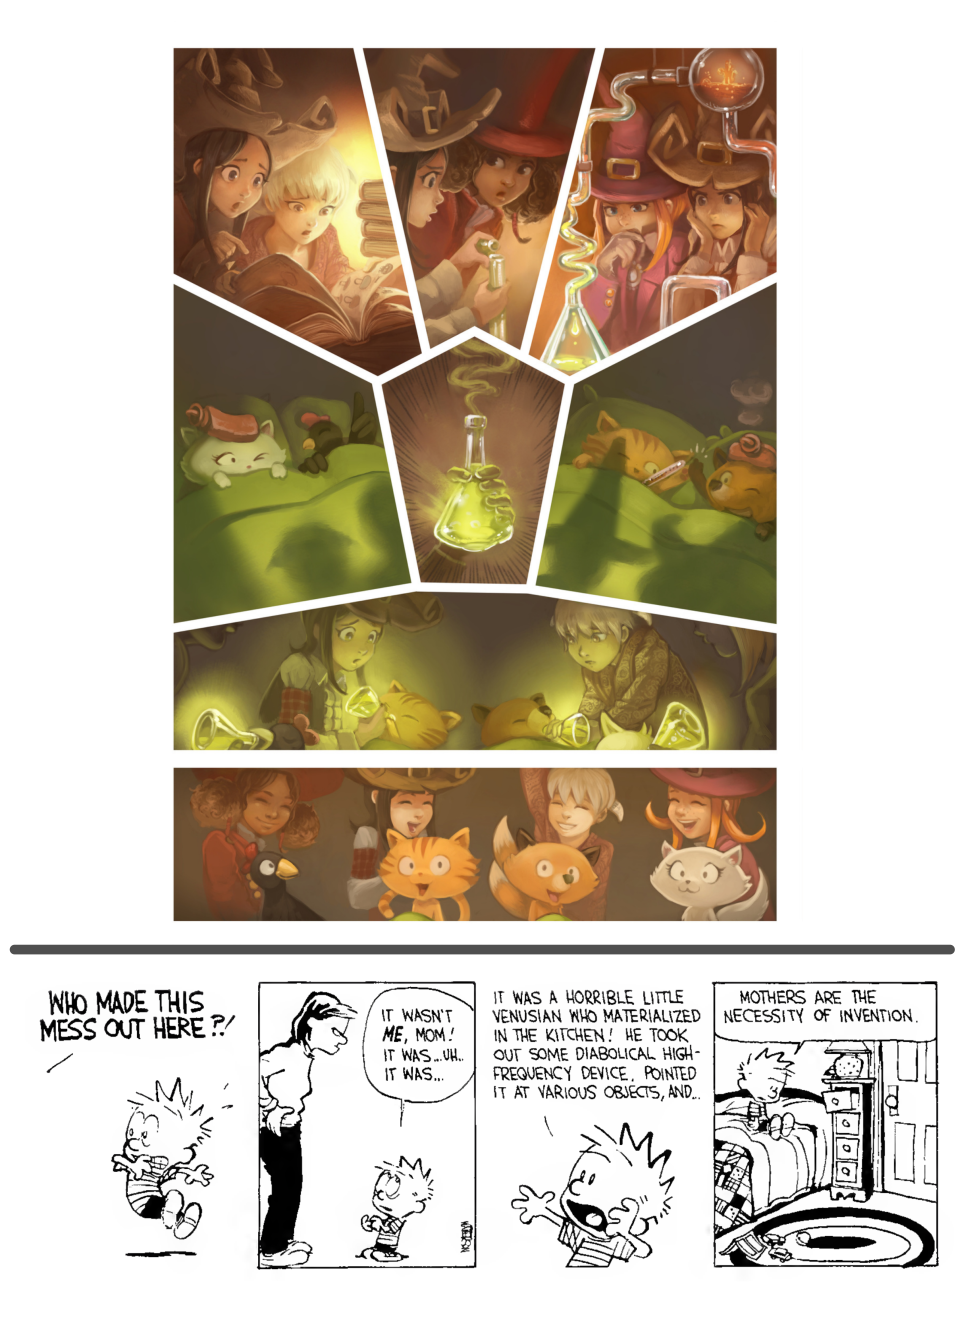 WHO MADE THIS
MESS OUT HERE?!
IT WASN'T
ME, MOM!
IT WAS...UH..
IT WAS...
IT WAS A HORRIBLE LITTLE
VENUSIAN WHO MATERIALIZED
IN THE KITCHEN! HE TOOK
OUT SOME DIABOLICAL HIGH-
FREQUENCY DEVICE, POINTED
IT AT VARIOUS OBJECTS, AND...
MOTHERS ARE THE
NECESSITY OF INVENTION.